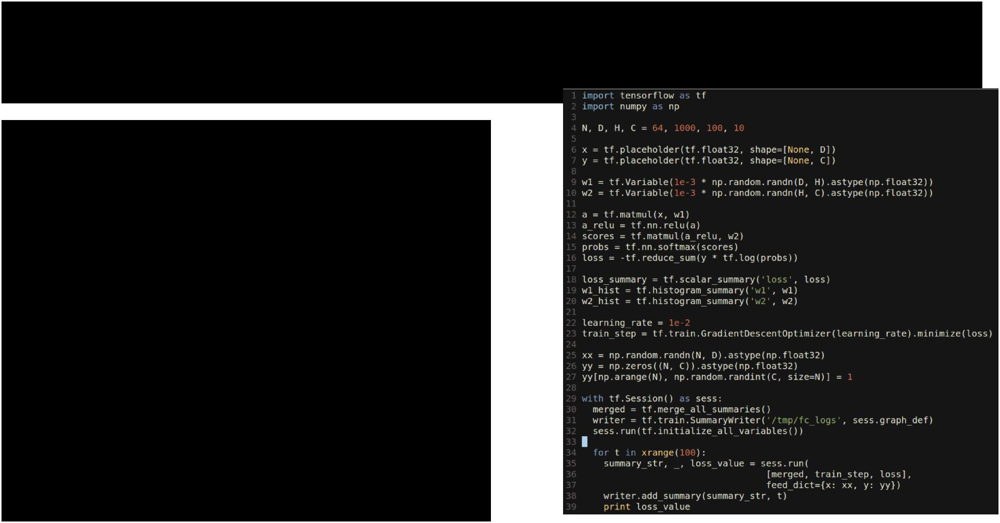 1 import tensorflow as tf
2 import numpy as np
3
4 N, D, H, C = 64, 1000, 100, 10
5
6 x = tf.placeholder(tf.float32, shape=[None, D])
7 y = tf.placeholder(tf.float32, shape=[None, C])
8
9 w1 = tf.Variable(1e-3 * np.random.randn(D, H).astype(np.float32))
10 w2 = tf.Variable(1e-3 * np.random.randn(H, C).astype(np.float32))
11
12 a = tf.matmul(x, w1)
13 a_relu = tf.nn.relu(a)
14 scores = tf.matmul(a_relu, w2)
15 probs = tf.nn.softmax(scores)
16 loss = -tf.reduce_sum(y * tf.log(probs))
17
18 loss_summary = tf.scalar_summary('loss', loss)
19 w1_hist = tf.histogram_summary('w1', w1)
20 w2_hist = tf.histogram_summary('w2', w2)
21
22 learning_rate = 1e-2
23 train_step = tf.train.GradientDescentOptimizer(learning_rate).minimize(loss)
24
25 xx = np.random.randn(N, D).astype(np.float32)
26 yy = np.zeros((N, C)).astype(np.float32)
27 yy[np.arange(N), np.random.randint(C, size=N)] = 1
28
29 with tf.Session() as sess:
30   merged = tf.merge_all_summaries()
31   writer = tf.train.SummaryWriter('/tmp/fc_logs', sess.graph_def)
32   sess.run(tf.initialize_all_variables())
33
34   for t in xrange(100):
35     summary_str, _, loss_value = sess.run(
36                                   [merged, train_step, loss],
37                                   feed_dict={x: xx, y: yy})
38     writer.add_summary(summary_str, t)
39     print loss_value